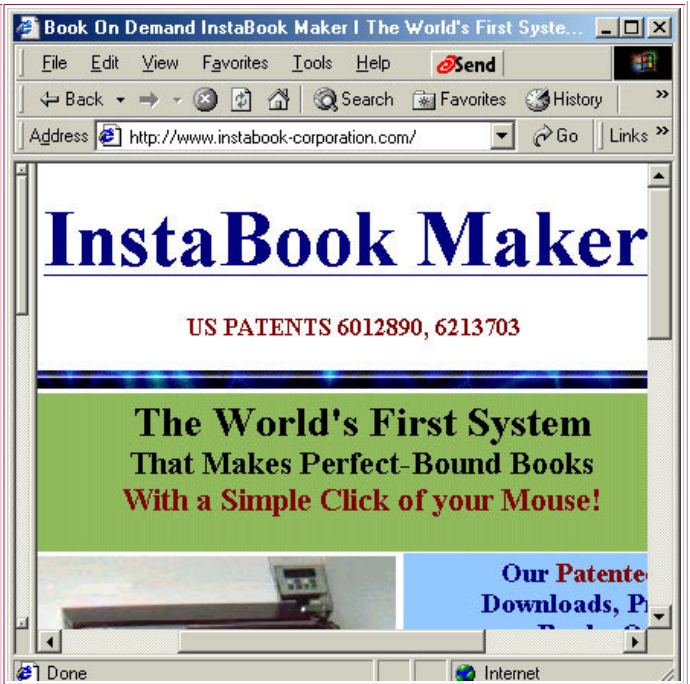 Book On Demand InstaBook Maker I The World's First Syste...
File Edit View Favorites Tools Help eSend
Back Search Favorites History »
Address http://www.instabook-corporation.com/ Go Links »
InstaBook Maker
US PATENTS 6012890, 6213703
The World's First System
That Makes Perfect-Bound Books
With a Simple Click of your Mouse!
Our
Downloads,
Done Internet